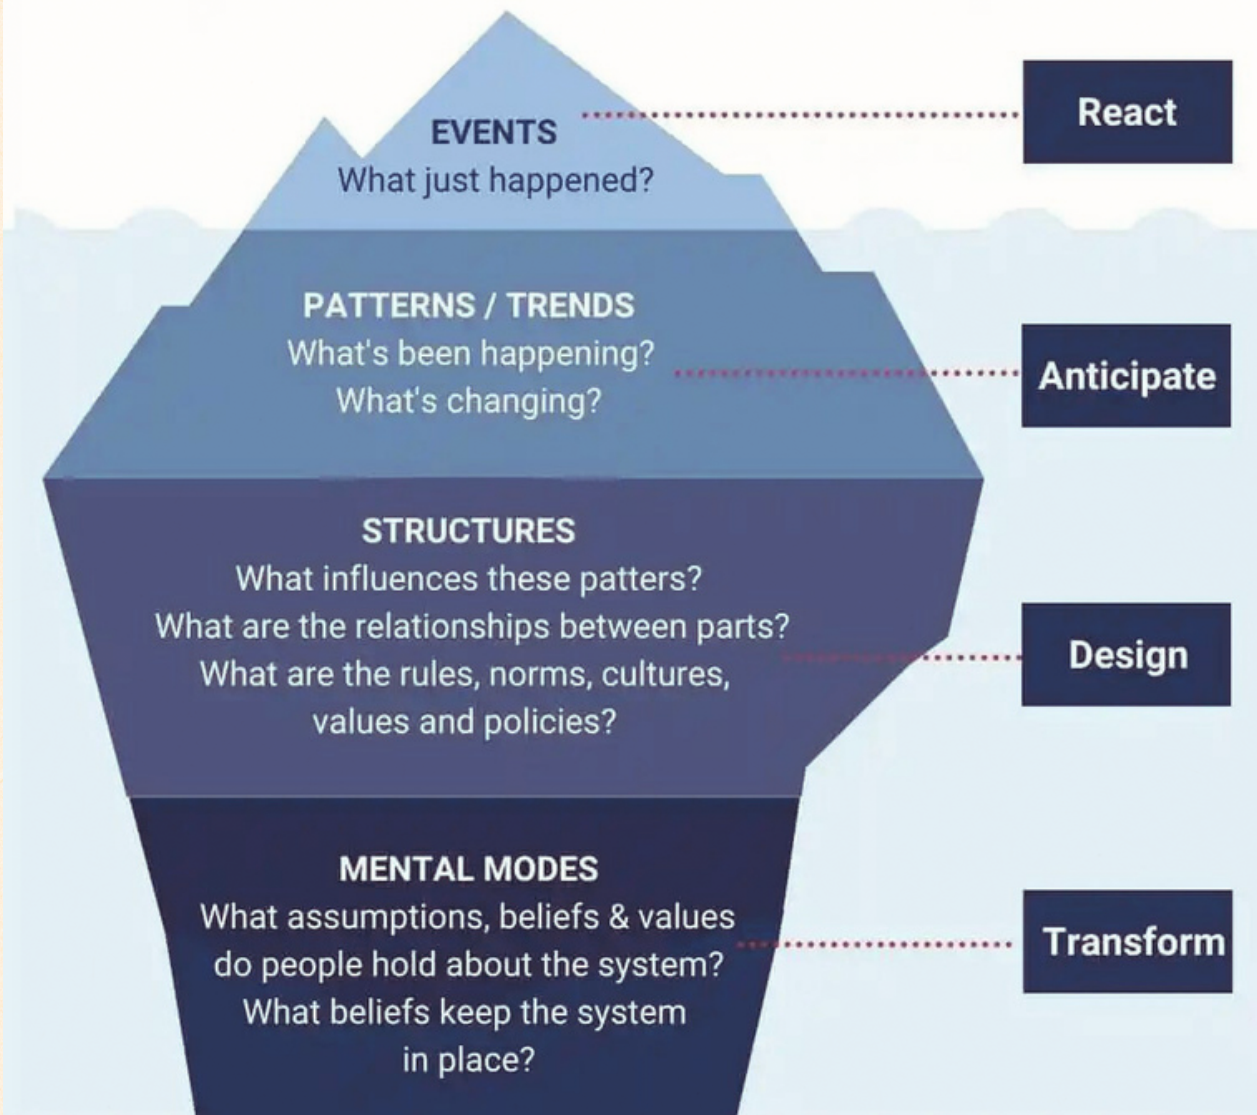 EVENTS
What just happened?
React
PATTERNS / TRENDS
What's been happening?
What's changing?
Anticipate
STRUCTURES
What influences these patters?
What are the relationships between parts?
What are the rules, norms, cultures,
values and policies?
Design
MENTAL MODES
What assumptions, beliefs & values
do people hold about the system?
What beliefs keep the system
in place?
Transform